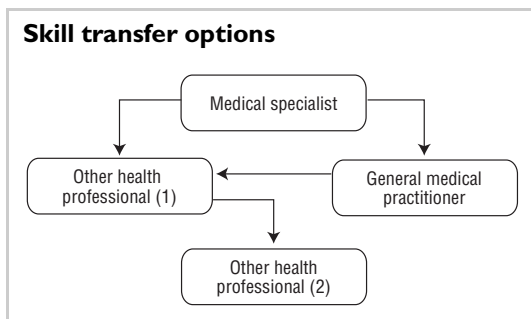 Skill transfer options
Medical specialist
Other health
professional (1)
General medical
practitioner
Other health
professional (2)